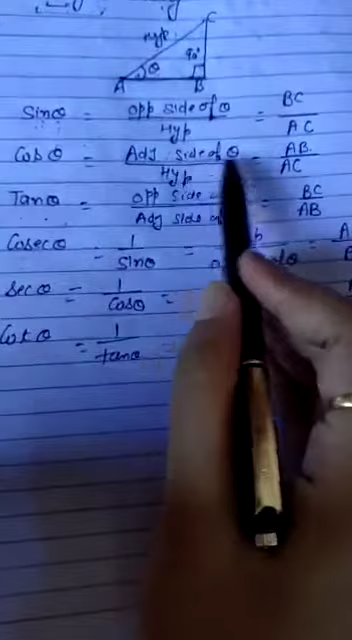 C
Hyp.
90°
θ
A B
Sinθ = opp side of θ / Hyp = BC / AC
Cosθ = Adj side of θ / Hyp = AB / AC
Tanθ = opp side / Adj side = BC / AB
Cosecθ = 1 / Sinθ = =
Secθ = 1 / Cosθ =
Cotθ = 1 / tanθ